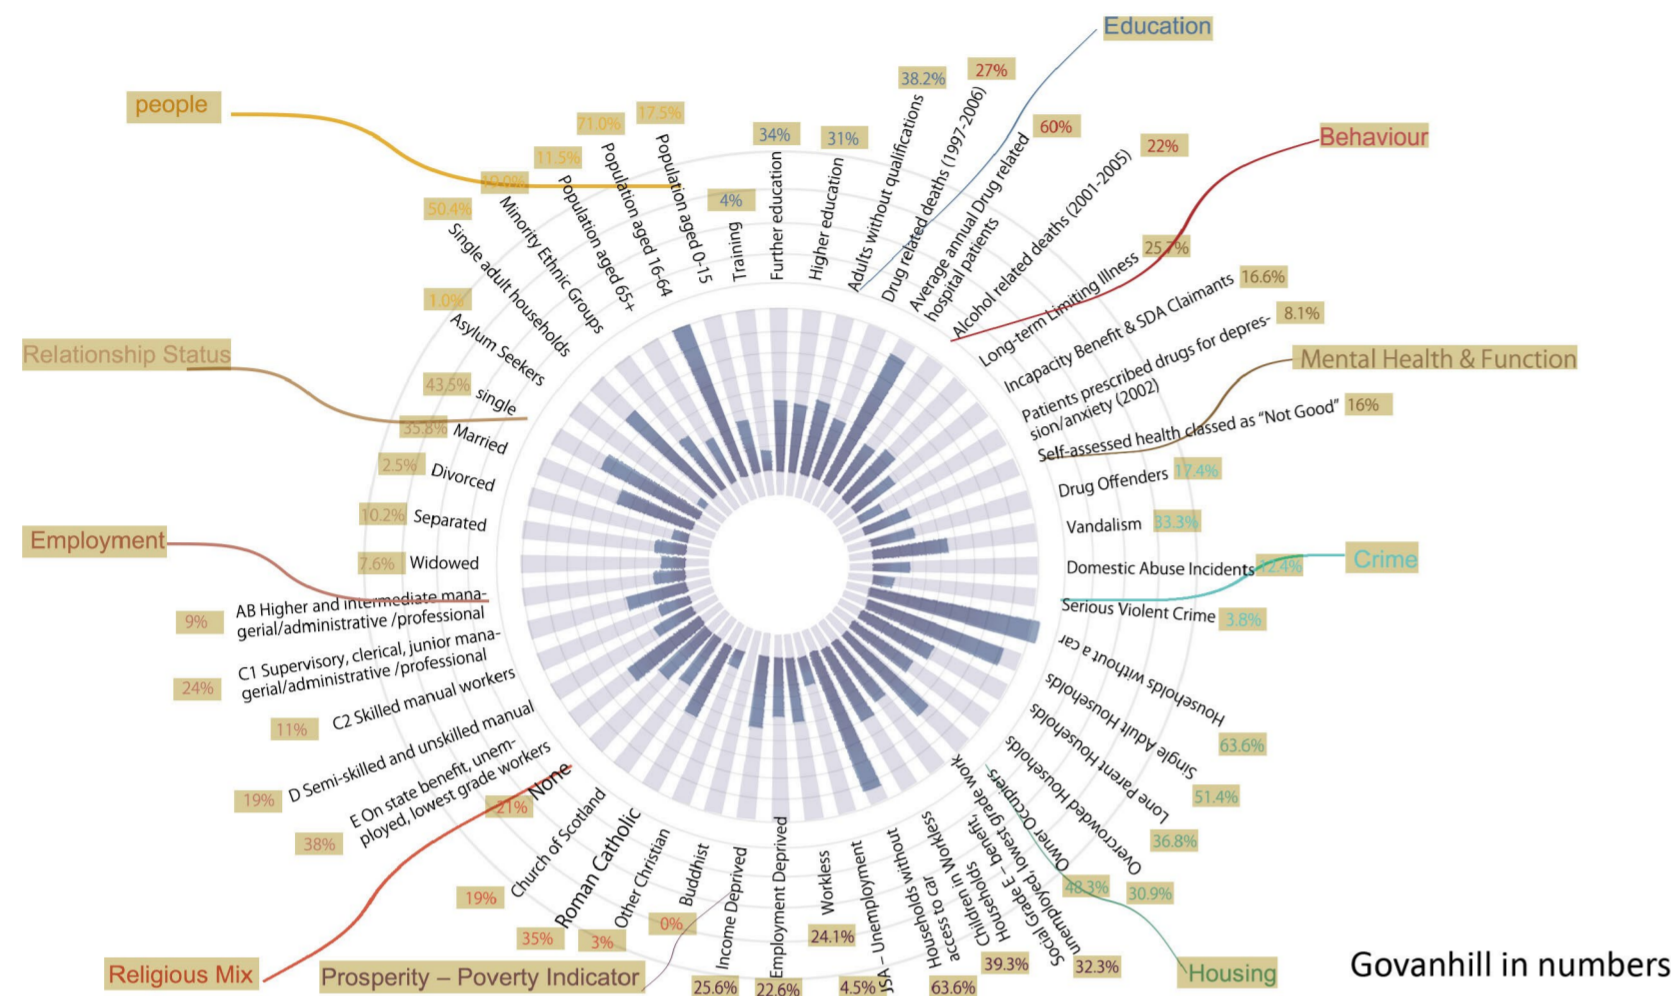 Education
38.2%
27%
people
17.5%
71.0%
60%
34%
31%
22%
Behaviour
11.5%
19.0%
4%
50.4%
25.7%
1.0%
16.6%
8.1%
Population aged 0-15
Population aged 16-64
Population aged 65+
Minority Ethnic Groups
Single adult households
Asylum Seekers
Training
Further education
Higher education
Adults without qualifications
Drug related deaths (1997-2006)
Average annual Drug related
hospital patients
Alcohol related deaths (2001-2005)
Long-term Limiting Illness
Incapacity Benefit & SDA Claimants
Patients prescribed drugs for depres-
sion/anxiety (2002)
Self-assessed health classed as “Not Good”
16%
Mental Health & Function
Relationship Status
43.5%
single
35.8%
Married
2.5%
Divorced
10.2%
Separated
7.6%
Widowed
Drug Offenders
17.4%
Vandalism
33.3%
Domestic Abuse Incidents
12.4%
Crime
Serious Violent Crime
3.8%
Employment
9%
AB Higher and intermediate mana-
gerial/administrative /professional
24%
C1 Supervisory, clerical, junior mana-
gerial/administrative /professional
11%
C2 Skilled manual workers
19%
D Semi-skilled and unskilled manual
38%
E On state benefit, unem-
ployed, lowest grade workers
Households without a car
63.6%
Single Adult Households
51.4%
Lone Parent Households
36.8%
Overcrowded Households
30.9%
Owner Occupiers
48.3%
Housing
Religious Mix
None
21%
Church of Scotland
19%
Roman Catholic
35%
Other Christian
3%
Buddhist
0%
Prosperity – Poverty Indicator
Income Deprived
25.6%
Employment Deprived
22.6%
Workless
24.1%
JSA – Unemployment
4.5%
Households without
access to car
63.6%
Children in Workless
Households
39.3%
Social Grade E – benefit,
unemployed, lowest grade work
32.3%
Govanhill in numbers